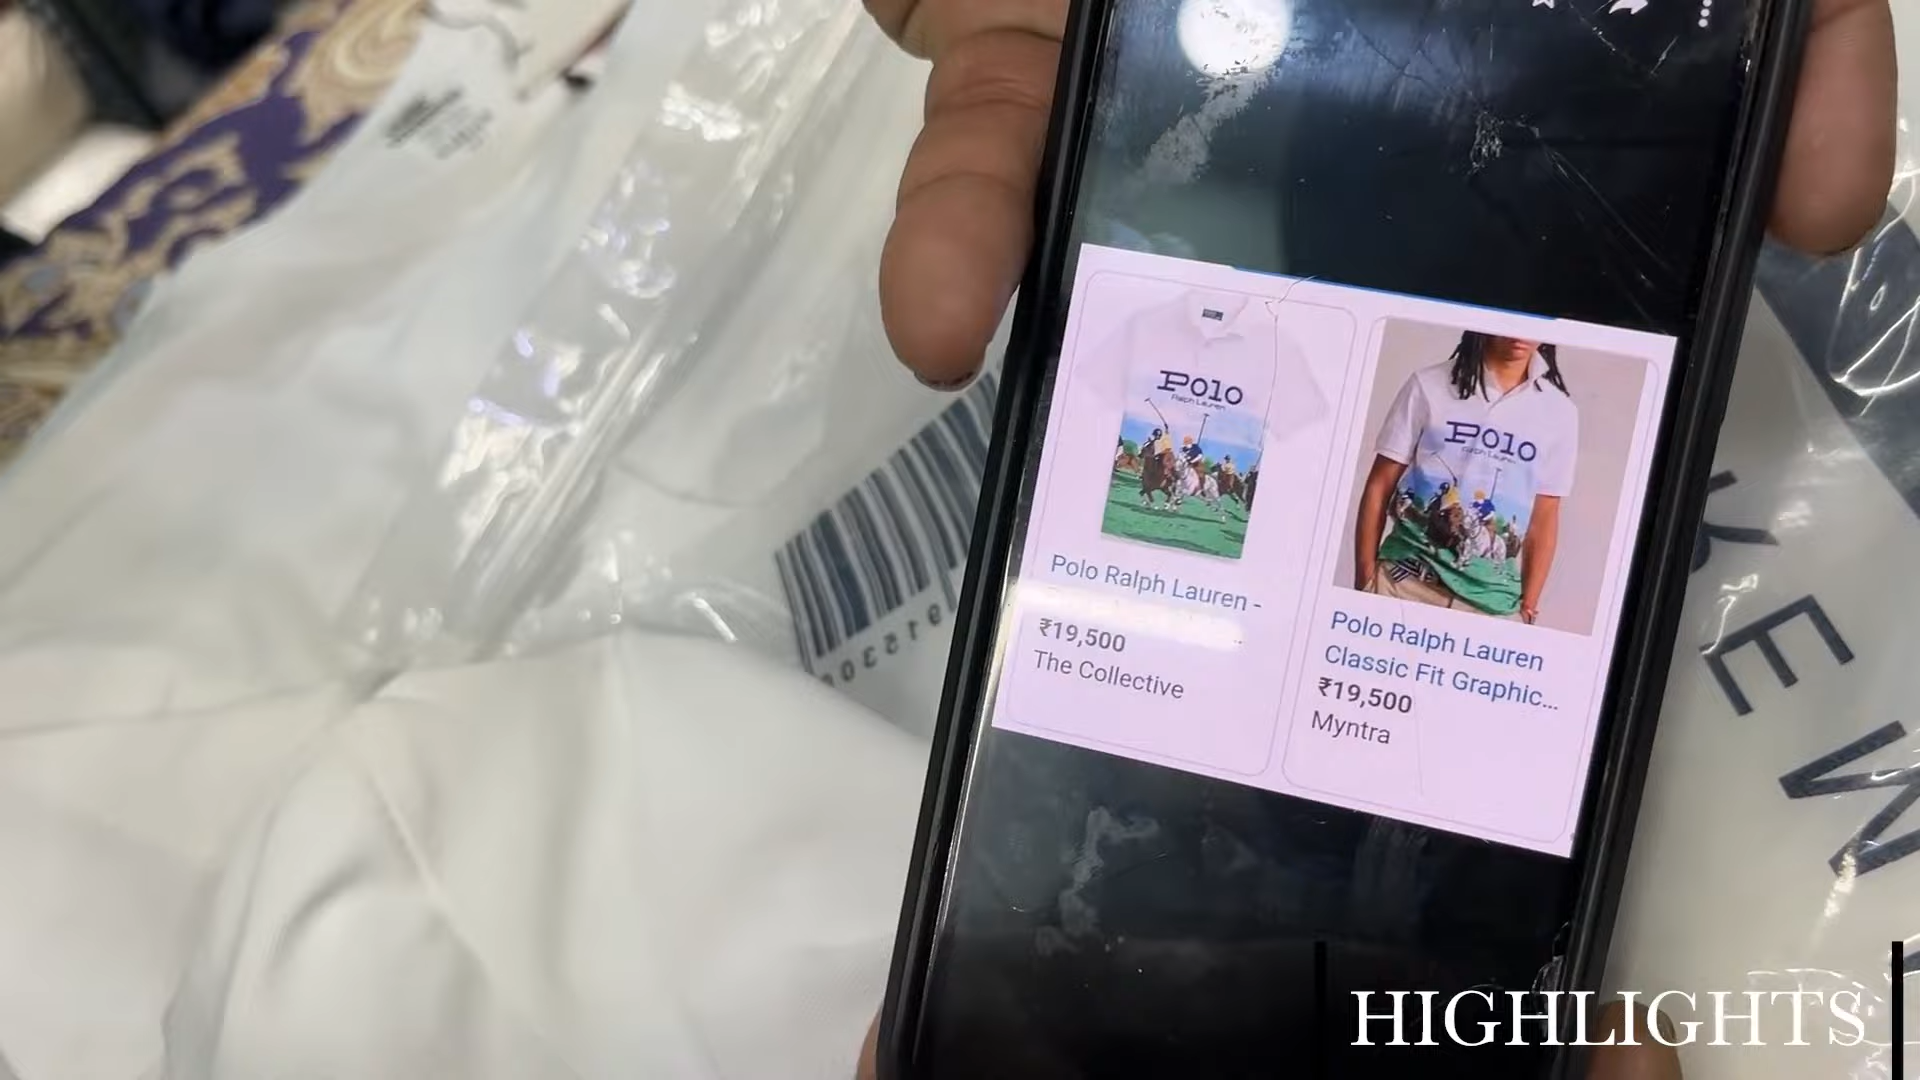 Polo
Ralph Lauren
Polo Ralph Lauren -
₹19,500
The Collective
Polo
Ralph Lauren
Polo Ralph Lauren
Classic Fit Graphic...
₹19,500
Myntra
HIGHLIGHTS